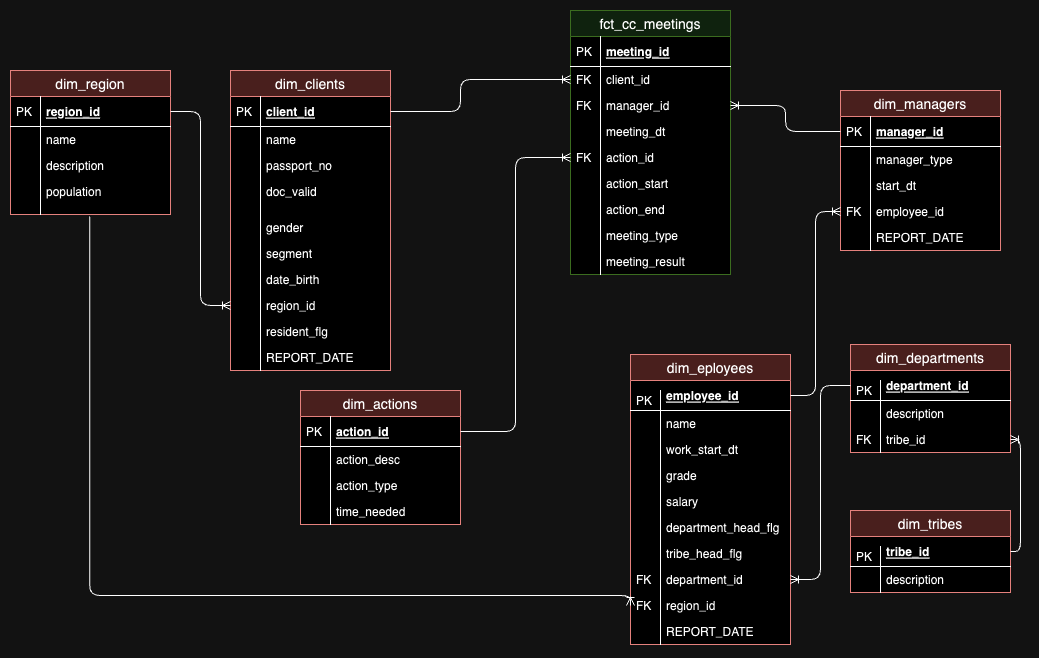 fct_cc_meetings
PK meeting_id
FK client_id
FK manager_id
meeting_dt
FK action_id
action_start
action_end
meeting_type
meeting_result
dim_region
PK region_id
name
description
population
dim_clients
PK client_id
name
passport_no
doc_valid
gender
segment
date_birth
region_id
resident_flg
REPORT_DATE
dim_managers
PK manager_id
manager_type
start_dt
FK employee_id
REPORT_DATE
dim_actions
PK action_id
action_desc
action_type
time_needed
dim_eployees
PK employee_id
name
work_start_dt
grade
salary
department_head_flg
tribe_head_flg
FK department_id
FK region_id
REPORT_DATE
dim_departments
PK department_id
description
FK tribe_id
dim_tribes
PK tribe_id
description